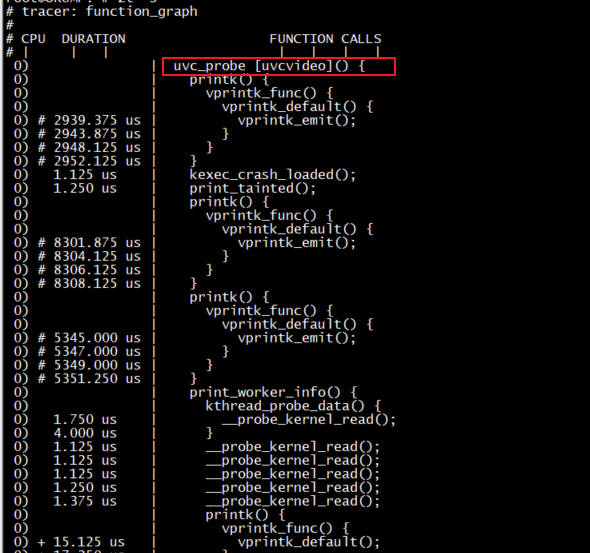 # tracer: function_graph
#
# CPU  DURATION                  FUNCTION CALLS
# |     |   |                     |   |   |   |
 0)               |  uvc_probe [uvcvideo]() {
 0)               |    printk() {
 0)               |      vprintk_func() {
 0)               |        vprintk_default() {
 0) # 2939.375 us |          vprintk_emit();
 0) # 2943.875 us |        }
 0) # 2948.125 us |      }
 0) # 2952.125 us |    }
 0)   1.125 us    |    kexec_crash_loaded();
 0)   1.250 us    |    print_tainted();
 0)               |    printk() {
 0)               |      vprintk_func() {
 0)               |        vprintk_default() {
 0) # 8301.875 us |          vprintk_emit();
 0) # 8304.125 us |        }
 0) # 8306.125 us |      }
 0) # 8308.125 us |    }
 0)               |    printk() {
 0)               |      vprintk_func() {
 0)               |        vprintk_default() {
 0) # 5345.000 us |          vprintk_emit();
 0) # 5347.000 us |        }
 0) # 5349.000 us |      }
 0) # 5351.250 us |    }
 0)               |    print_worker_info() {
 0)               |      kthread_probe_data() {
 0)   1.750 us    |        __probe_kernel_read();
 0)   4.000 us    |      }
 0)   1.125 us    |      __probe_kernel_read();
 0)   1.125 us    |      __probe_kernel_read();
 0)   1.125 us    |      __probe_kernel_read();
 0)   1.250 us    |      __probe_kernel_read();
 0)   1.375 us    |      __probe_kernel_read();
 0)               |      printk() {
 0)               |        vprintk_func() {
 0) + 15.125 us   |          vprintk_default();